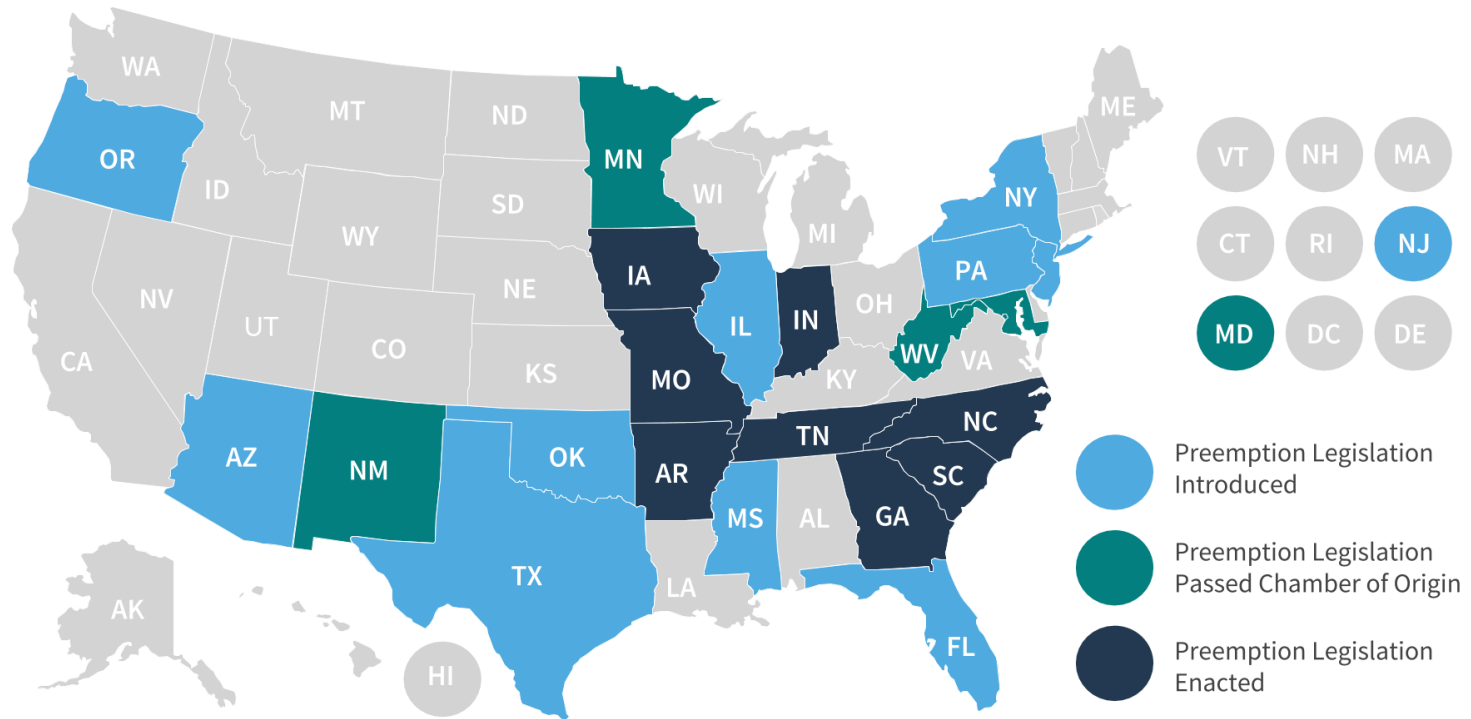 WA
MT
ND
MN
ME
OR
ID
SD
WI
MI
NY
VT
NH
MA
WY
IA
NE
PA
CT
RI
NJ
NV
UT
CO
IL
IN
OH
WV
VA
MD
DC
DE
CA
KS
MO
KY
AZ
NM
OK
AR
TN
NC
SC
MS
AL
GA
TX
LA
FL
AK
HI
Preemption Legislation
Introduced
Preemption Legislation
Passed Chamber of Origin
Preemption Legislation
Enacted